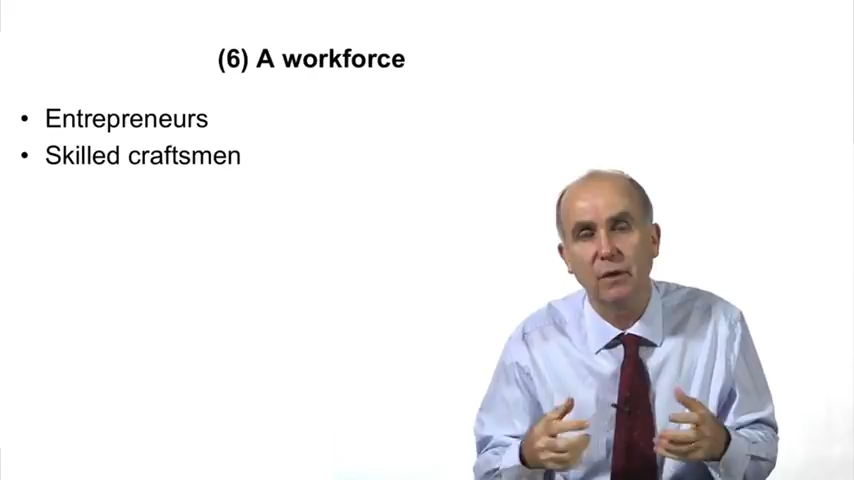 (6) A workforce
• Entrepreneurs
• Skilled craftsmen